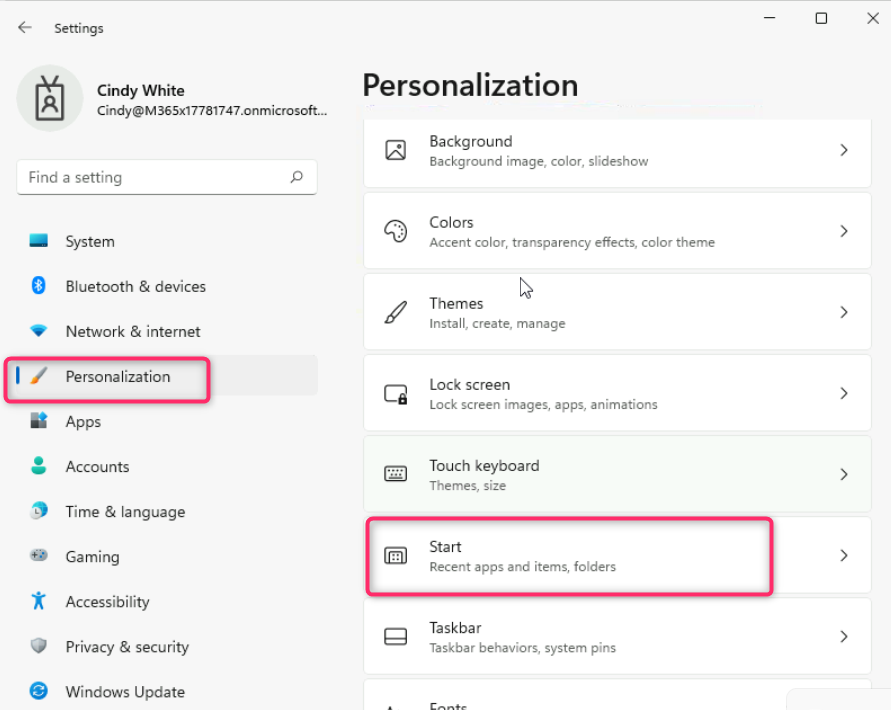 Settings
Cindy White
Cindy@M365x17781747.onmicrosoft...
Find a setting
System
Bluetooth & devices
Network & internet
Personalization
Apps
Accounts
Time & language
Gaming
Accessibility
Privacy & security
Windows Update
Personalization
Background
Background image, color, slideshow
Colors
Accent color, transparency effects, color theme
Themes
Install, create, manage
Lock screen
Lock screen images, apps, animations
Touch keyboard
Themes, size
Start
Recent apps and items, folders
Taskbar
Taskbar behaviors, system pins
Fonts